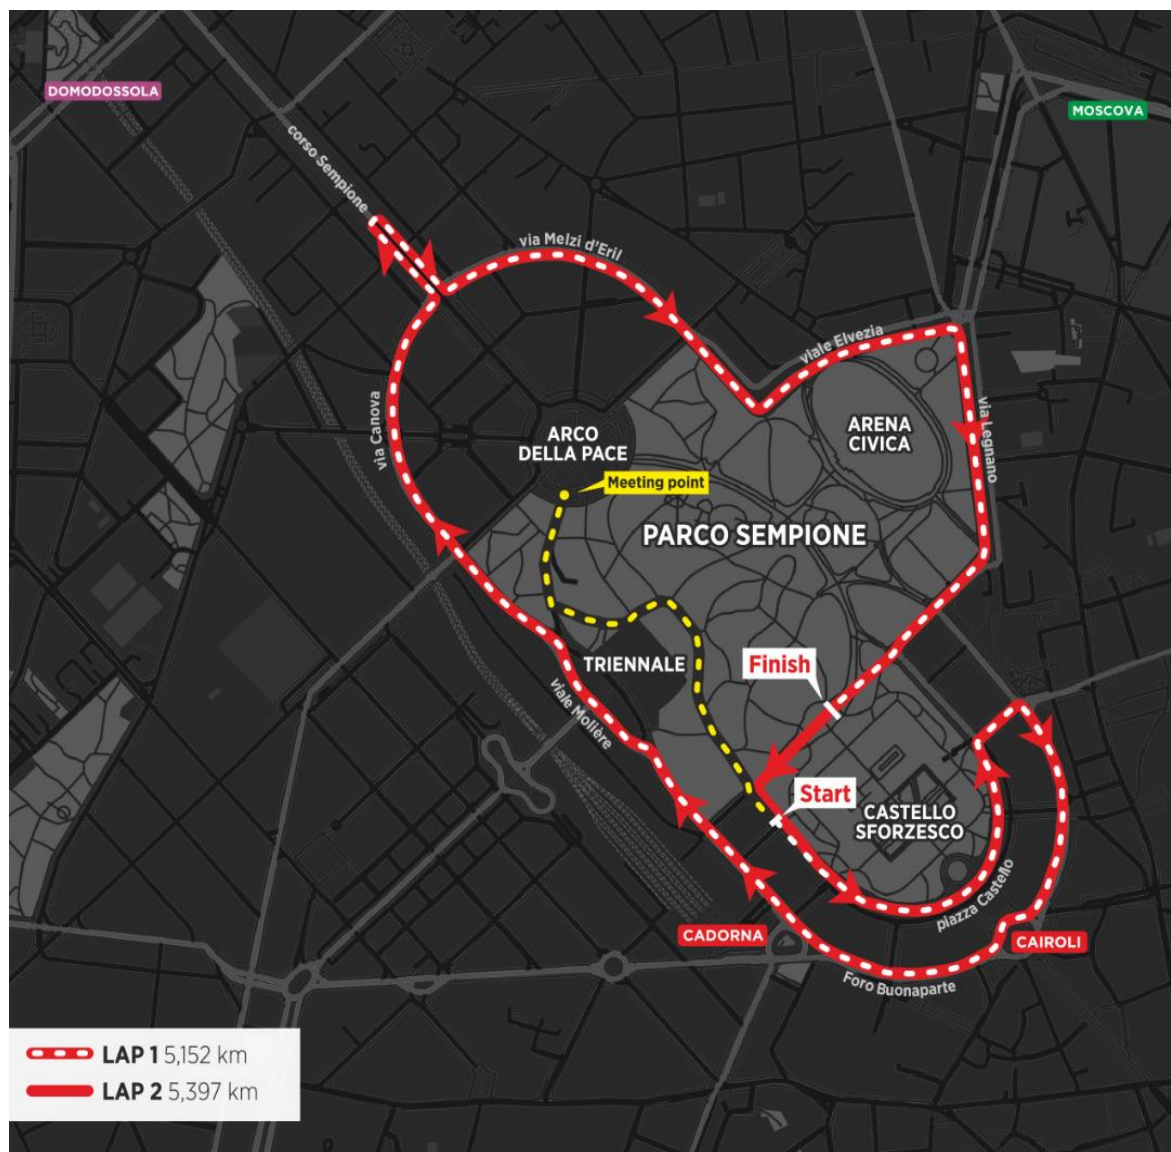 DOMODOSSOLA
MOSCOVA
corso Sempione
via Melzi d'Eril
viale Elvezia
via Canova
via Legnano
ARCO
DELLA PACE
ARENA
CIVICA
Meeting point
PARCO SEMPIONE
TRIENNALE
Finish
viale Molière
Start
CASTELLO
SFORZESCO
piazza Castello
CADORNA
CAIROLI
Foro Buonaparte
LAP 1 5,152 km
LAP 2 5,397 km